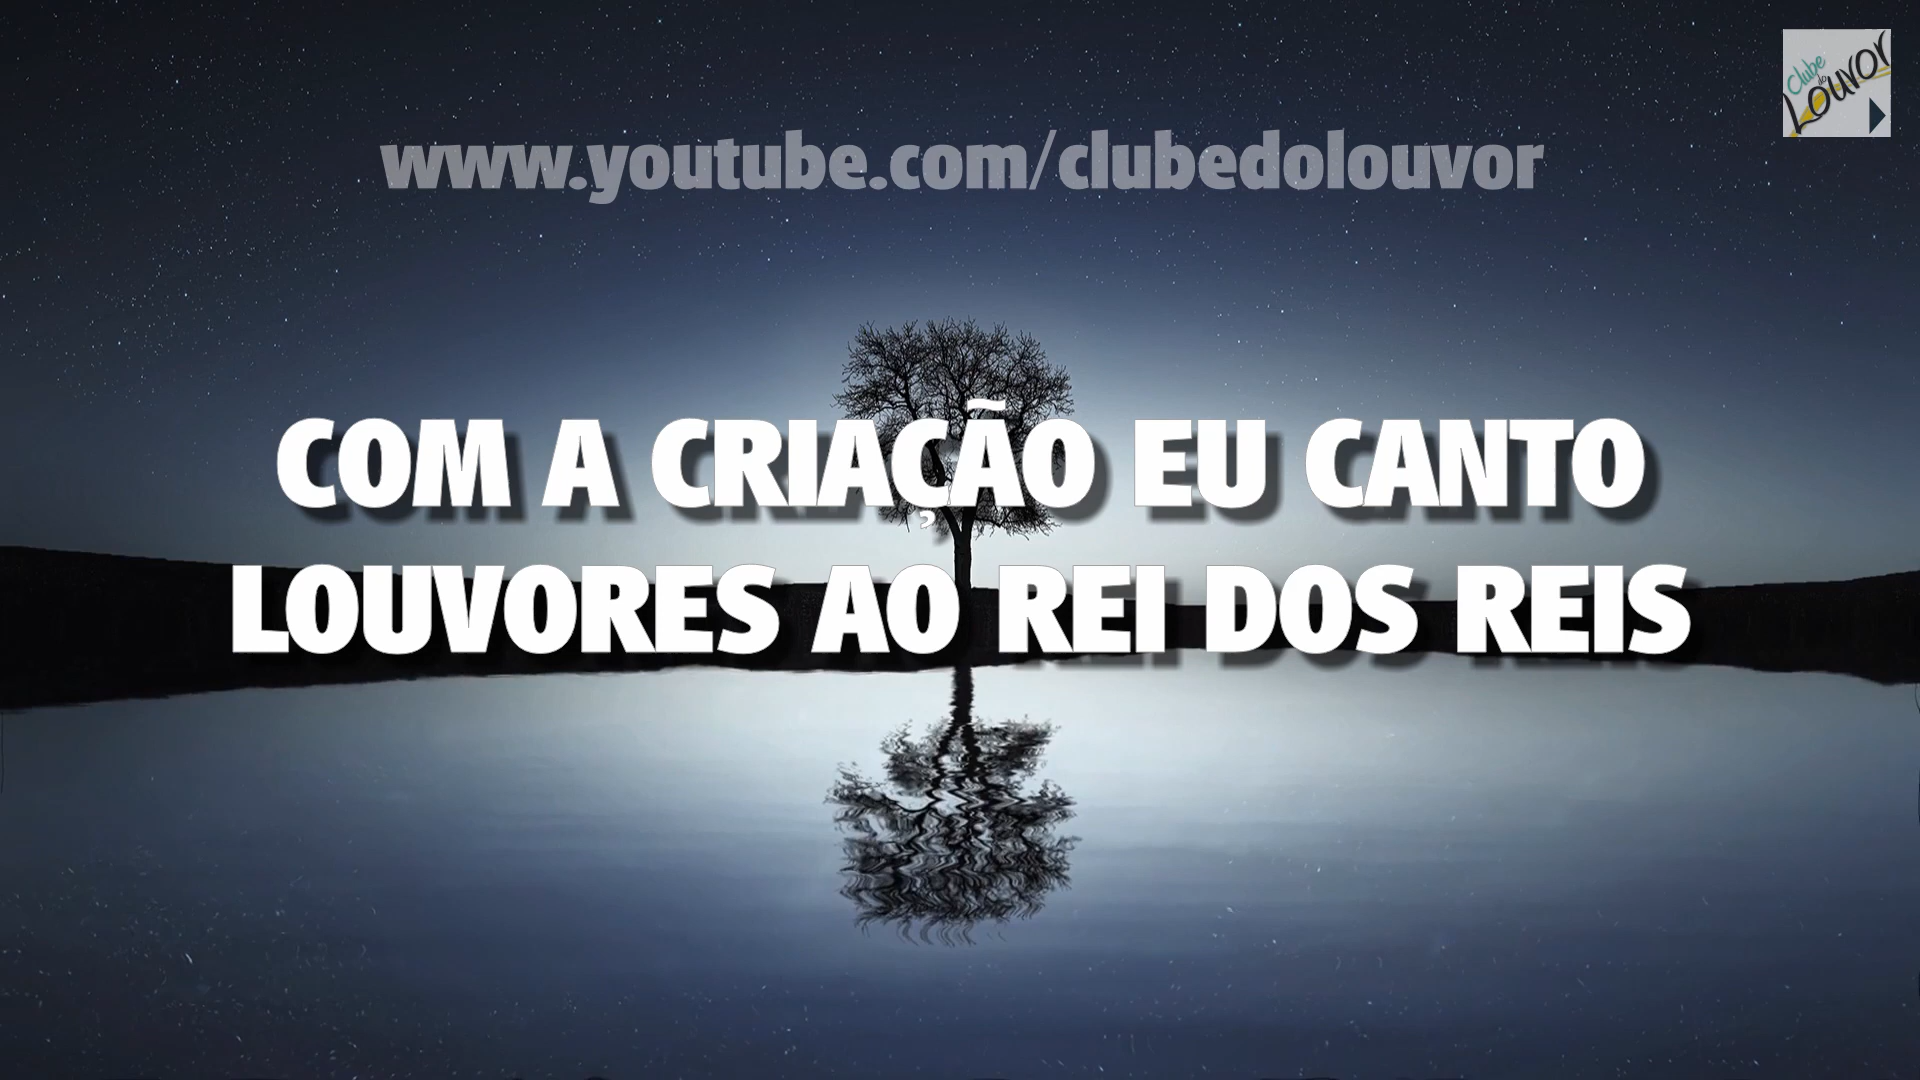 Clube
do
Louvor
www.youtube.com/clubedolouvor
COM A CRIAÇÃO EU CANTO
LOUVORES AO REI DOS REIS